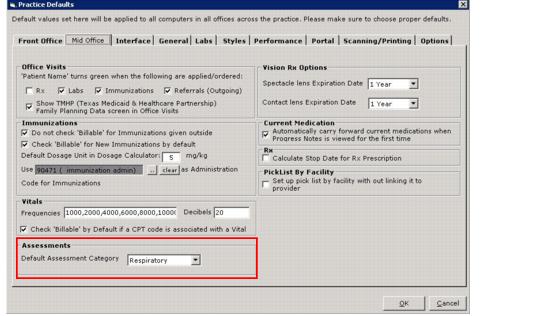 Practice Defaults
Default values set here will be applied to all computers in all offices across the practice. Please make sure to choose proper defaults.
Front Office Mid Office Interface General Labs Styles Performance Portal Scanning/Printing Options
Office Visits
'Patient Name' turns green when the following are applied/ordered:
Rx Labs Immunizations Referrals (Outgoing)
Show TMHP (Texas Medicaid & Healthcare Partnership)
Family Planning Data screen in Office Visits
Immunizations
Do not check 'Billable' for Immunizations given outside
Check 'Billable' for New Immunizations by default
Default Dosage Unit in Dosage Calculator: 5 mg/kg
Use 90471 ( immunization admin) .. clear as Administration
Code for Immunizations
Vitals
Frequencies 1000,2000,4000,6000,8000,1000( Decibels 20
Check 'Billable' by Default if a CPT code is associated with a Vital
Assessments
Default Assessment Category Respiratory
Vision Rx Options
Spectacle lens Expiration Date 1 Year
Contact lens Expiration Date 1 Year
Current Medication
Automatically carry forward current medications when
Progress Notes is viewed for the first time
Rx
Calculate Stop Date for Rx Prescription
PickList By Facility
Set up pick list by facility with out linking it to
provider
OK Cancel